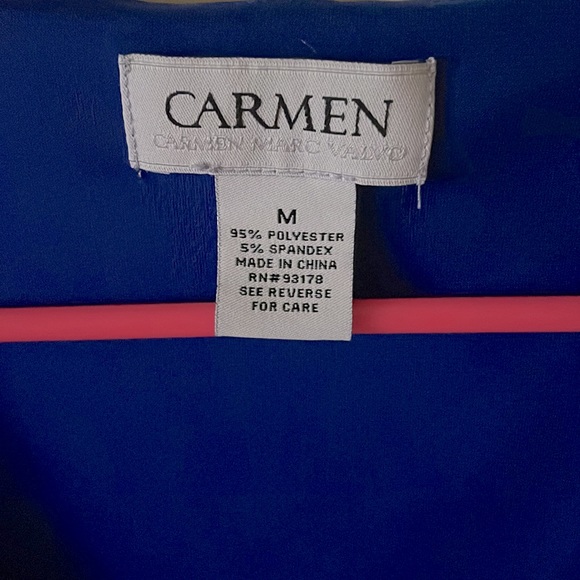 CARMEN
CARMEN MARC VALVO
M
95% POLYESTER
5% SPANDEX
MADE IN CHINA
RN#93178
SEE REVERSE
FOR CARE